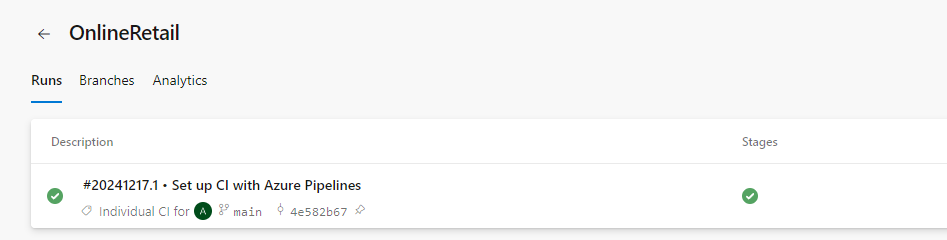 OnlineRetail
Runs Branches Analytics
Description Stages
#20241217.1 • Set up CI with Azure Pipelines
Individual CI for A main 4e582b67